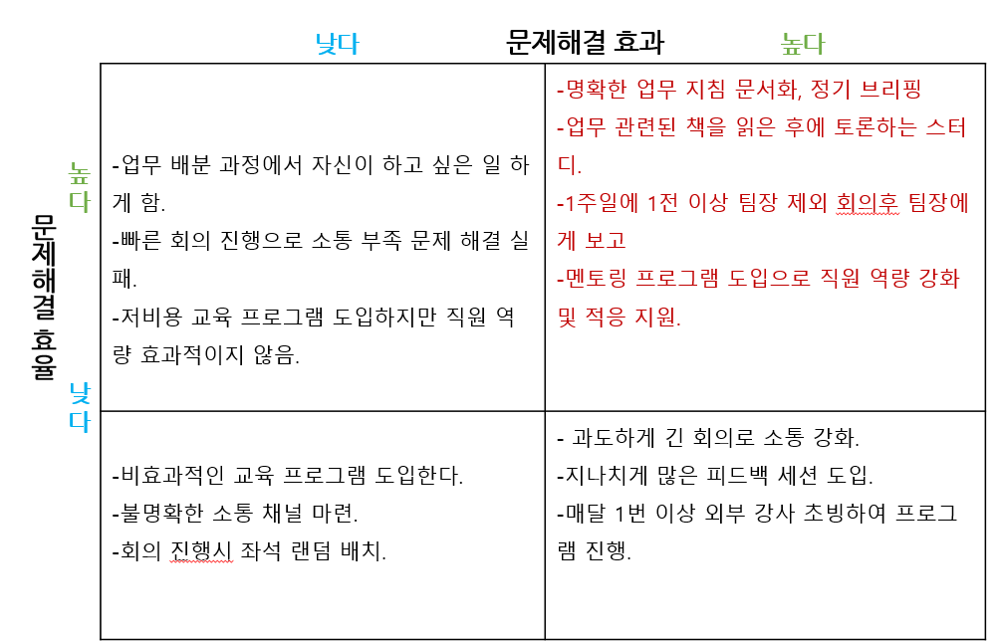 낮다 문제해결 효과 높다
문제해결 효율
높다
낮다
-업무 배분 과정에서 자신이 하고 싶은 일 하
게 함.
-빠른 회의 진행으로 소통 부족 문제 해결 실
패.
-저비용 교육 프로그램 도입하지만 직원 역
량 효과적이지 않음.
-명확한 업무 지침 문서화, 정기 브리핑
-업무 관련된 책을 읽은 후에 토론하는 스터
디.
-1주일에 1전 이상 팀장 제외 회의후 팀장에
게 보고
-멘토링 프로그램 도입으로 직원 역량 강화
및 적응 지원.
-비효과적인 교육 프로그램 도입한다.
-불명확한 소통 채널 마련.
-회의 진행시 좌석 랜덤 배치.
- 과도하게 긴 회의로 소통 강화.
-지나치게 많은 피드백 세션 도입.
-매달 1번 이상 외부 강사 초빙하여 프로그
램 진행.